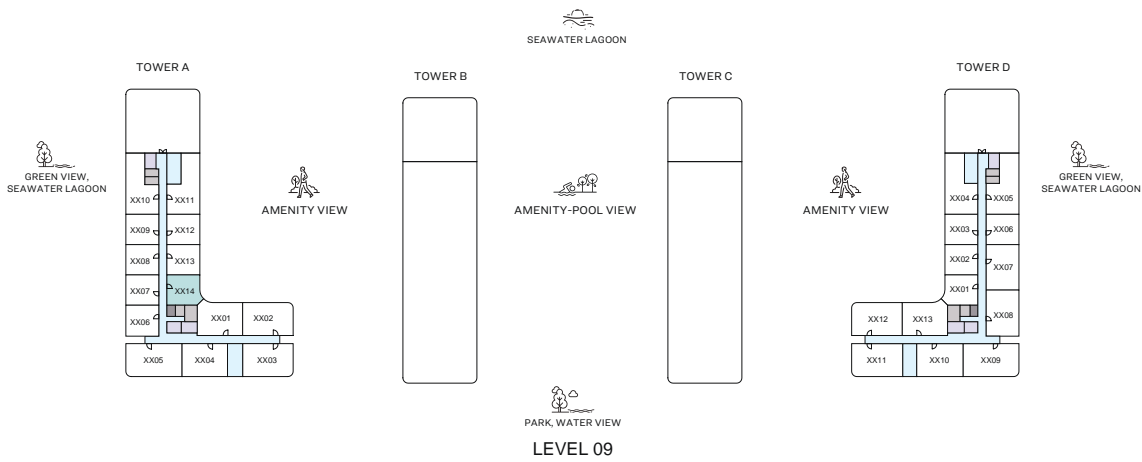 SEAWATER LAGOON
TOWER A
TOWER B
TOWER C
TOWER D
GREEN VIEW,
SEAWATER LAGOON
AMENITY VIEW
AMENITY-POOL VIEW
AMENITY VIEW
GREEN VIEW,
SEAWATER LAGOON
XX10
XX11
XX09
XX12
XX08
XX13
XX07
XX14
XX06
XX01
XX02
XX05
XX04
XX03
XX04
XX05
XX03
XX06
XX02
XX07
XX01
XX08
XX12
XX13
XX11
XX10
XX09
PARK, WATER VIEW
LEVEL 09